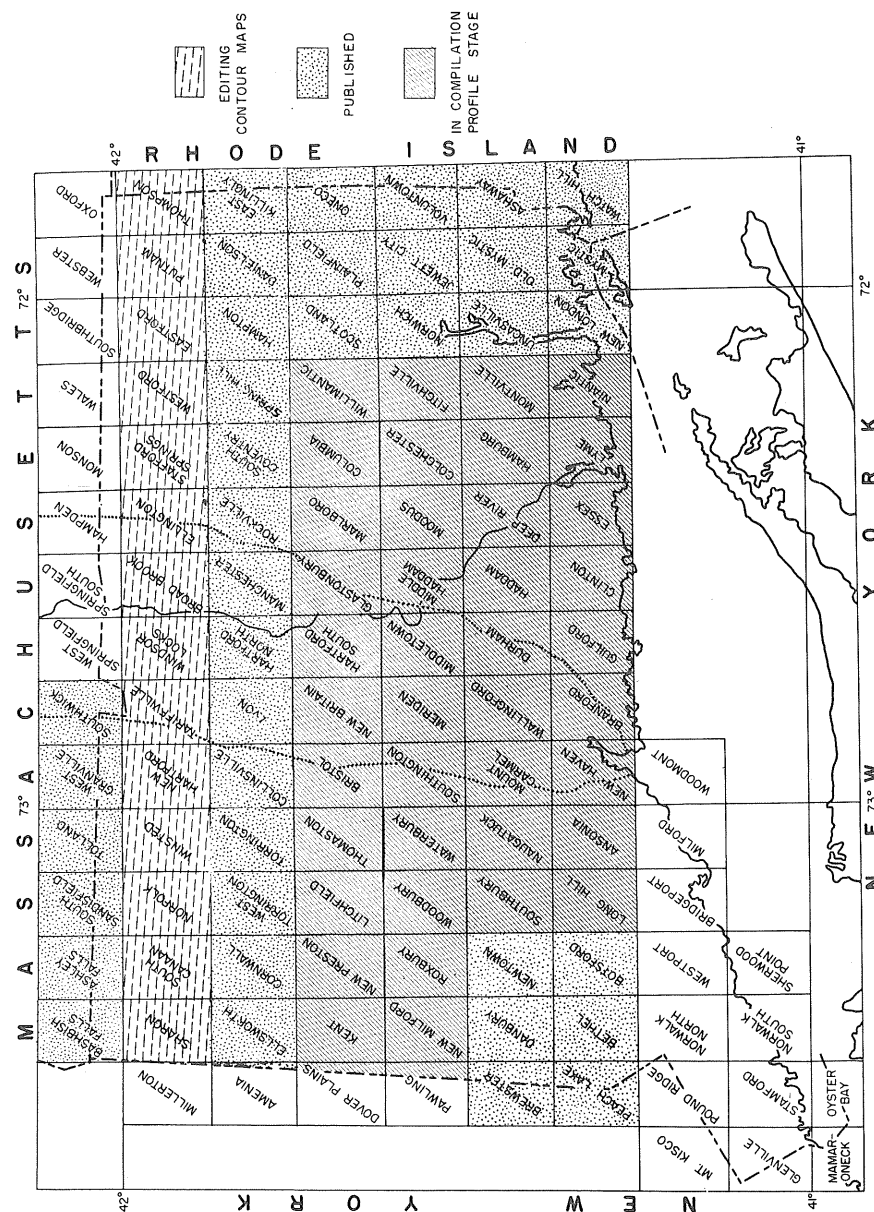 EDITING
CONTOUR MAPS
PUBLISHED
IN COMPILATION
PROFILE STAGE
MASSACHUSETTS
RHODE ISLAND
NEW YORK
NEW YORK
42°
42°
41°
41°
72°
72°
73°
73°
BASHBISH
FALLS
ASHLEY
FALLS
SOUTH
SANDISFIELD
TOLLAND
WEST
GRANVILLE
SOUTHWICK
WEST
SPRINGFIELD
SPRINGFIELD
SOUTH
HAMPDEN
MONSON
WALES
SOUTHBRIDGE
WEBSTER
OXFORD
MILLERTON
SHARON
SOUTH
CANAAN
NORFOLK
WINSTED
NEW
HARTFORD
TARIFFVILLE
WINDSOR
LOCKS
BROAD BROOK
ELLINGTON
STAFFORD
SPRINGS
WESTFORD
EASTFORD
PUTNAM
THOMPSON
AMENIA
ELLSWORTH
CORNWALL
WEST
TORRINGTON
TORRINGTON
COLLINSVILLE
AVON
HARTFORD
NORTH
MANCHESTER
ROCKVILLE
SOUTH
COVENTRY
SPRING HILL
HAMPTON
DANIELSON
EAST
KILLINGLY
DOVER PLAINS
KENT
NEW PRESTON
LITCHFIELD
THOMASTON
BRISTOL
NEW BRITAIN
HARTFORD
SOUTH
GLASTONBURY
MARLBORO
COLUMBIA
WILLIMANTIC
SCOTLAND
PLAINFIELD
ONECO
PAWLING
NEW MILFORD
ROXBURY
WOODBURY
WATERBURY
SOUTHINGTON
MERIDEN
MIDDLETOWN
MIDDLE
HADDAM
MOODUS
COLCHESTER
FITCHVILLE
NORWICH
JEWETT CITY
VOLUNTOWN
BREWSTER
DANBURY
NEWTOWN
SOUTHBURY
NAUGATUCK
MOUNT
CARMEL
WALLINGFORD
DURHAM
HADDAM
DEEP RIVER
HAMBURG
MONTVILLE
UNCASVILLE
OLD MYSTIC
ASHAWAY
PEACH LAKE
BETHEL
BOTSFORD
LONG HILL
ANSONIA
NEW HAVEN
BRANFORD
GUILFORD
CLINTON
ESSEX
LYME
NIANTIC
NEW LONDON
MYSTIC
WATCH HILL
MT KISCO
POUND RIDGE
NORWALK
NORTH
WESTPORT
BRIDGEPORT
MILFORD
WOODMONT
GLENVILLE
STAMFORD
NORWALK
SOUTH
SHERWOOD
POINT
MAMAR-
ONECK
OYSTER
BAY